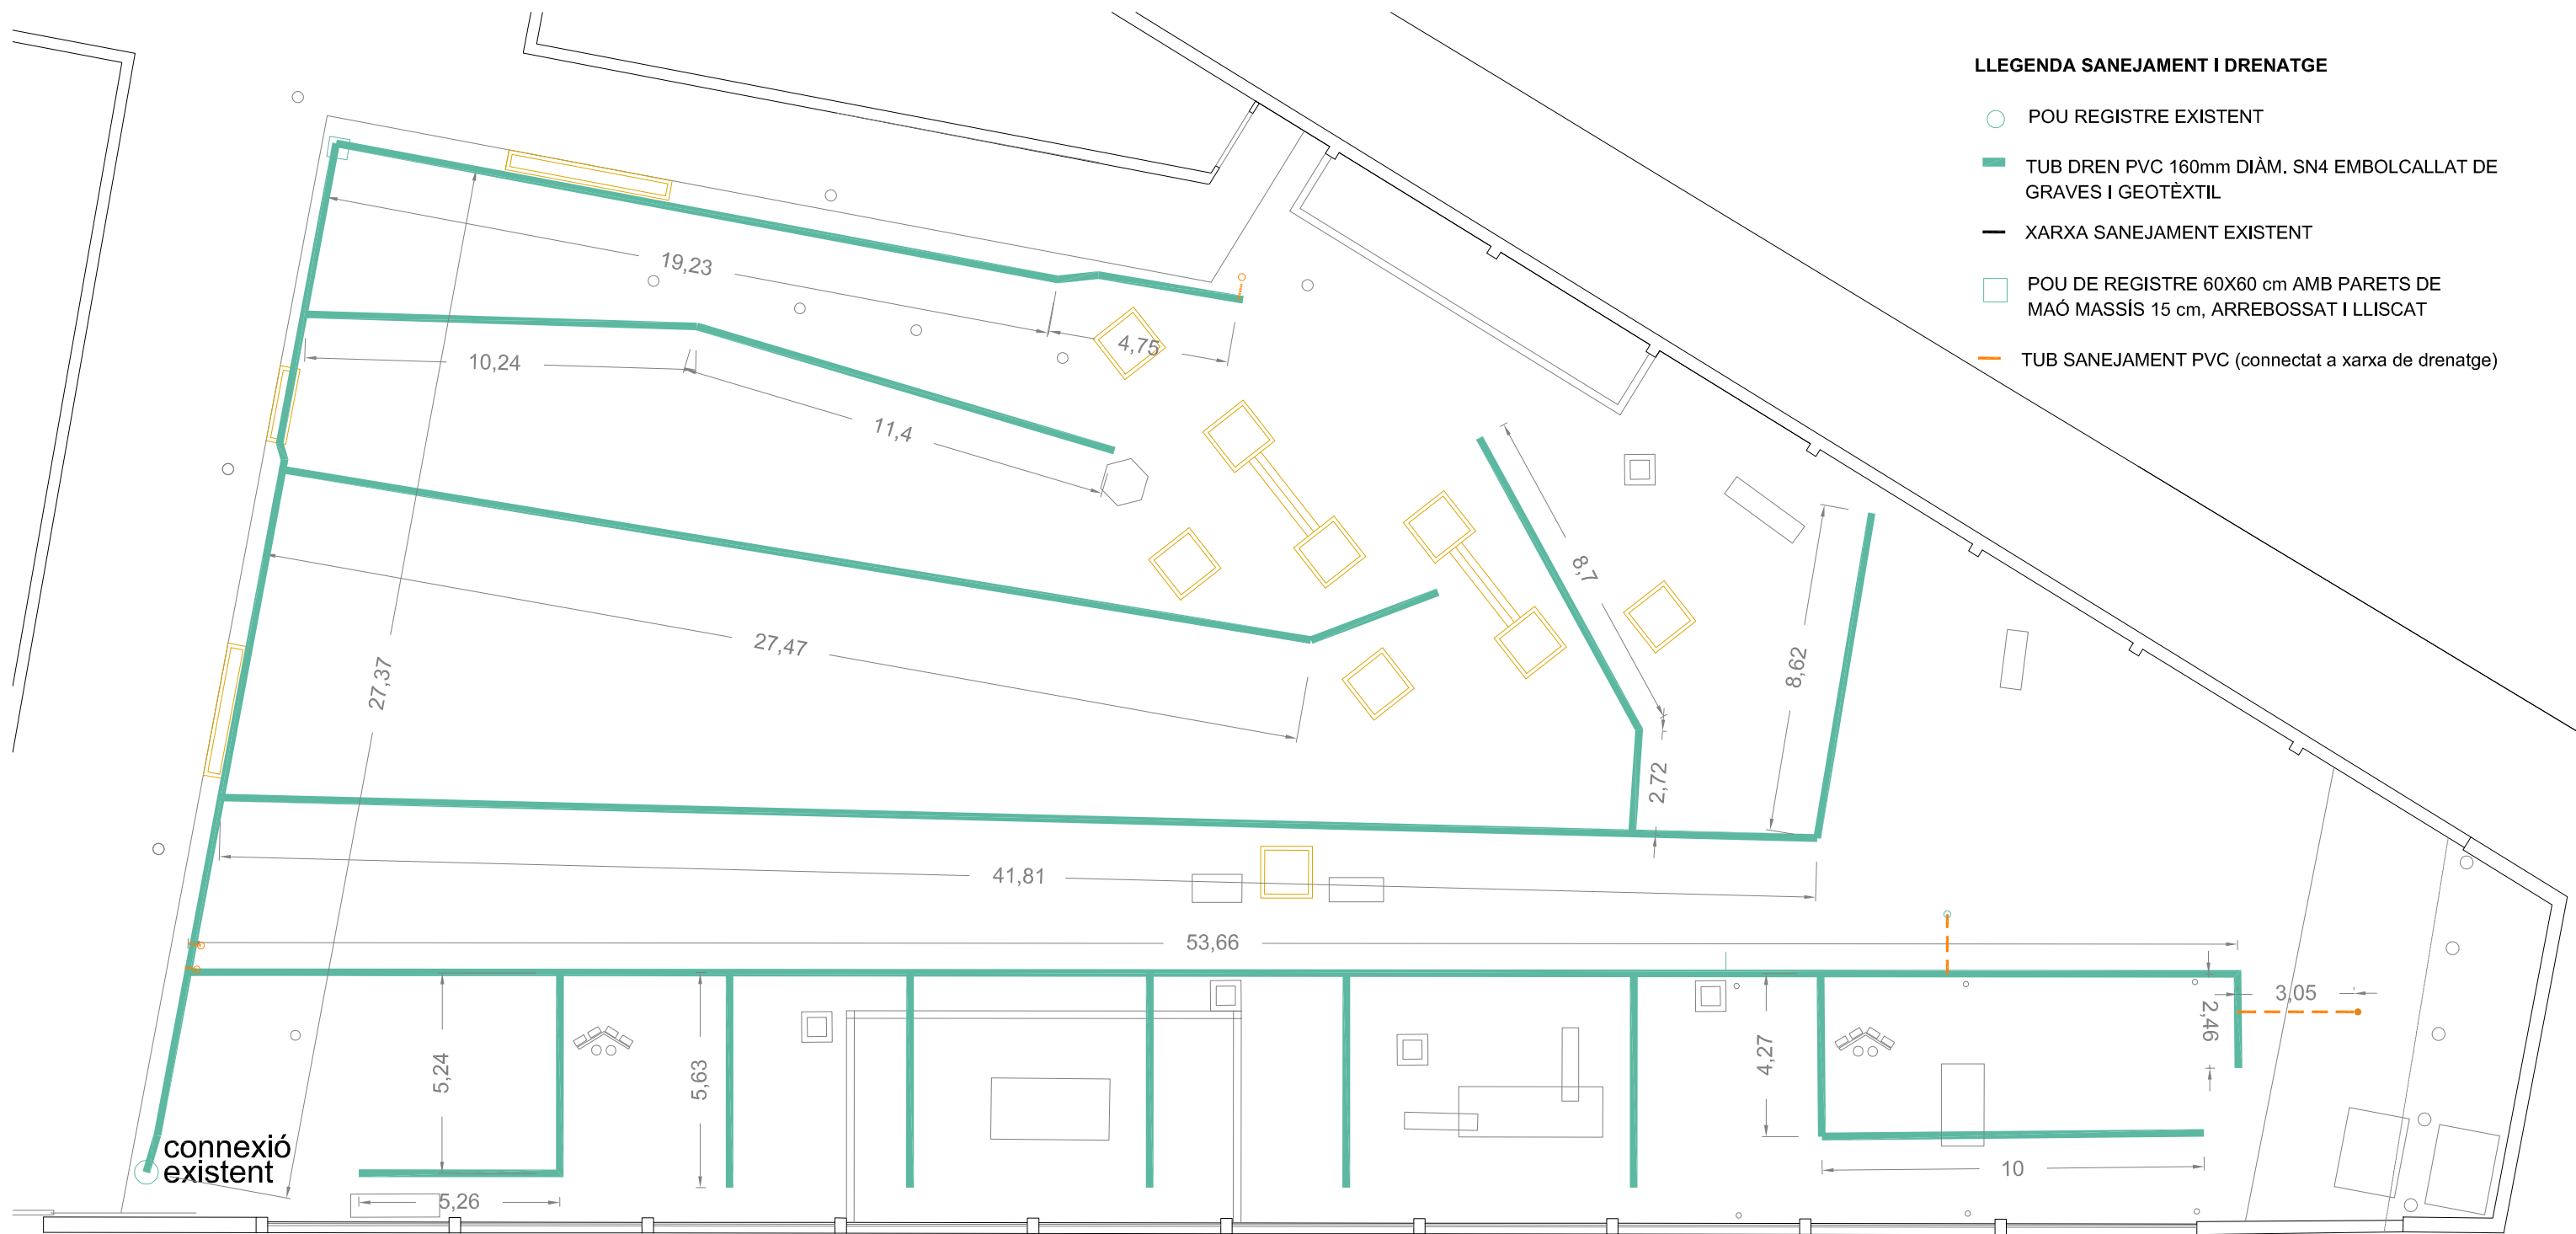 LLEGENDA SANEJAMENT I DRENATGE
POU REGISTRE EXISTENT
TUB DREN PVC 160mm DIÀM. SN4 EMBOLCALLAT DE
GRAVES I GEOTÈXTIL
XARXA SANEJAMENT EXISTENT
POU DE REGISTRE 60X60 cm AMB PARETS DE
MAÓ MASSÍS 15 cm, ARREBOSSAT I LLISCAT
TUB SANEJAMENT PVC (connectat a xarxa de drenatge)
19,23
4,75
10,24
11,4
8,7
27,47
8,62
27,37
2,72
41,81
53,66
3,05
2,46
5,24
5,63
4,27
connexió
existent
10
5,26